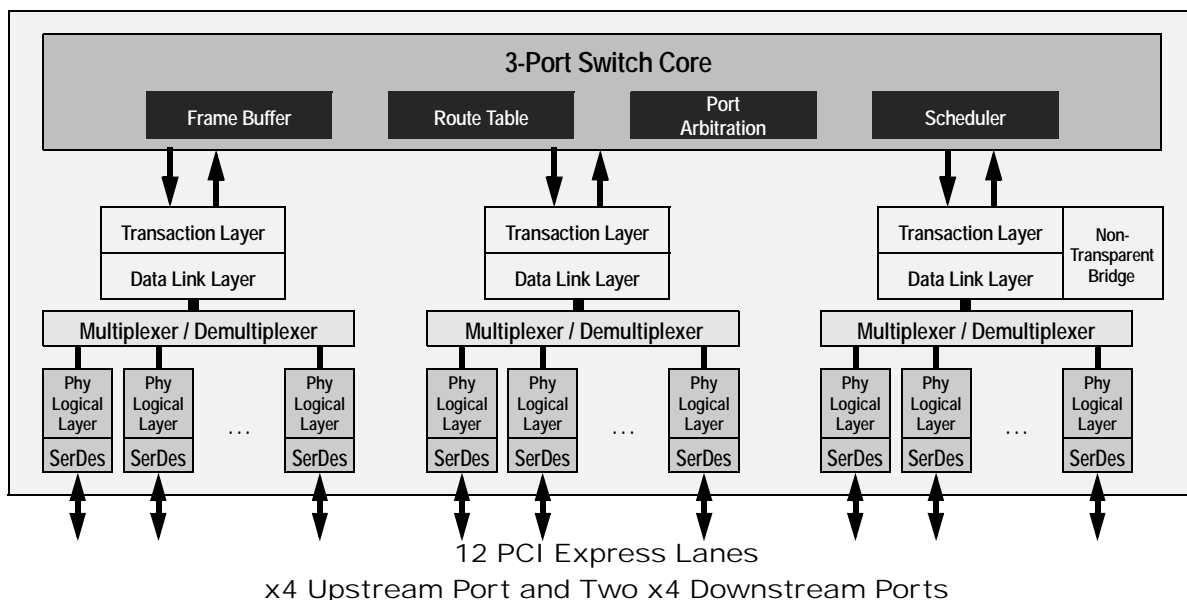 3-Port Switch Core
Frame Buffer
Route Table
Port
Arbitration
Scheduler
Transaction Layer
Data Link Layer
Transaction Layer
Data Link Layer
Transaction Layer
Data Link Layer
Non-
Transparent
Bridge
Multiplexer / Demultiplexer
Multiplexer / Demultiplexer
Multiplexer / Demultiplexer
Phy
Logical
Layer
SerDes
Phy
Logical
Layer
SerDes
...
Phy
Logical
Layer
SerDes
Phy
Logical
Layer
SerDes
Phy
Logical
Layer
SerDes
...
Phy
Logical
Layer
SerDes
Phy
Logical
Layer
SerDes
Phy
Logical
Layer
SerDes
...
Phy
Logical
Layer
SerDes
12 PCI Express Lanes
x4 Upstream Port and Two x4 Downstream Ports